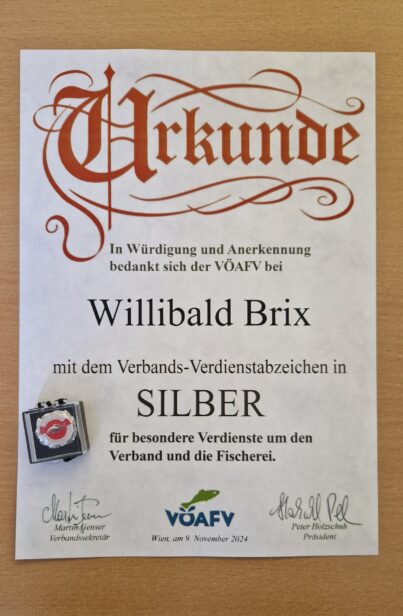 Urkunde
In Würdigung und Anerkennung
bedankt sich der VÖAFV bei
Willibald Brix
mit dem Verbands-Verdienstabzeichen in
SILBER
für besondere Verdienste um den
Verband und die Fischerei.
Martin Genser
Verbandssekretär
VÖAFV
Wien, am 9. November 2024
Peter Holzschuh
Präsident